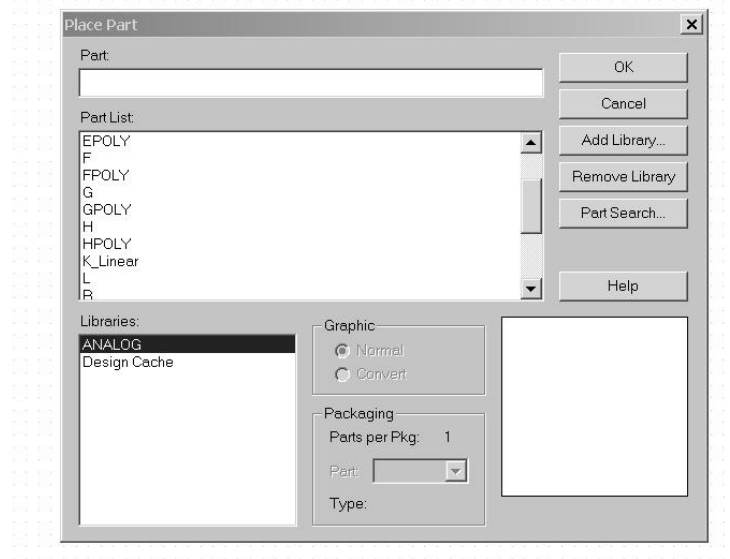 Place Part
Part:
OK
Cancel
Part List:
EPOLY
F
FPOLY
G
GPOLY
H
HPOLY
K_Linear
L
R
Add Library...
Remove Library
Part Search...
Help
Libraries:
ANALOG
Design Cache
Graphic
Normal
Convert
Packaging
Parts per Pkg: 1
Part:
Type: